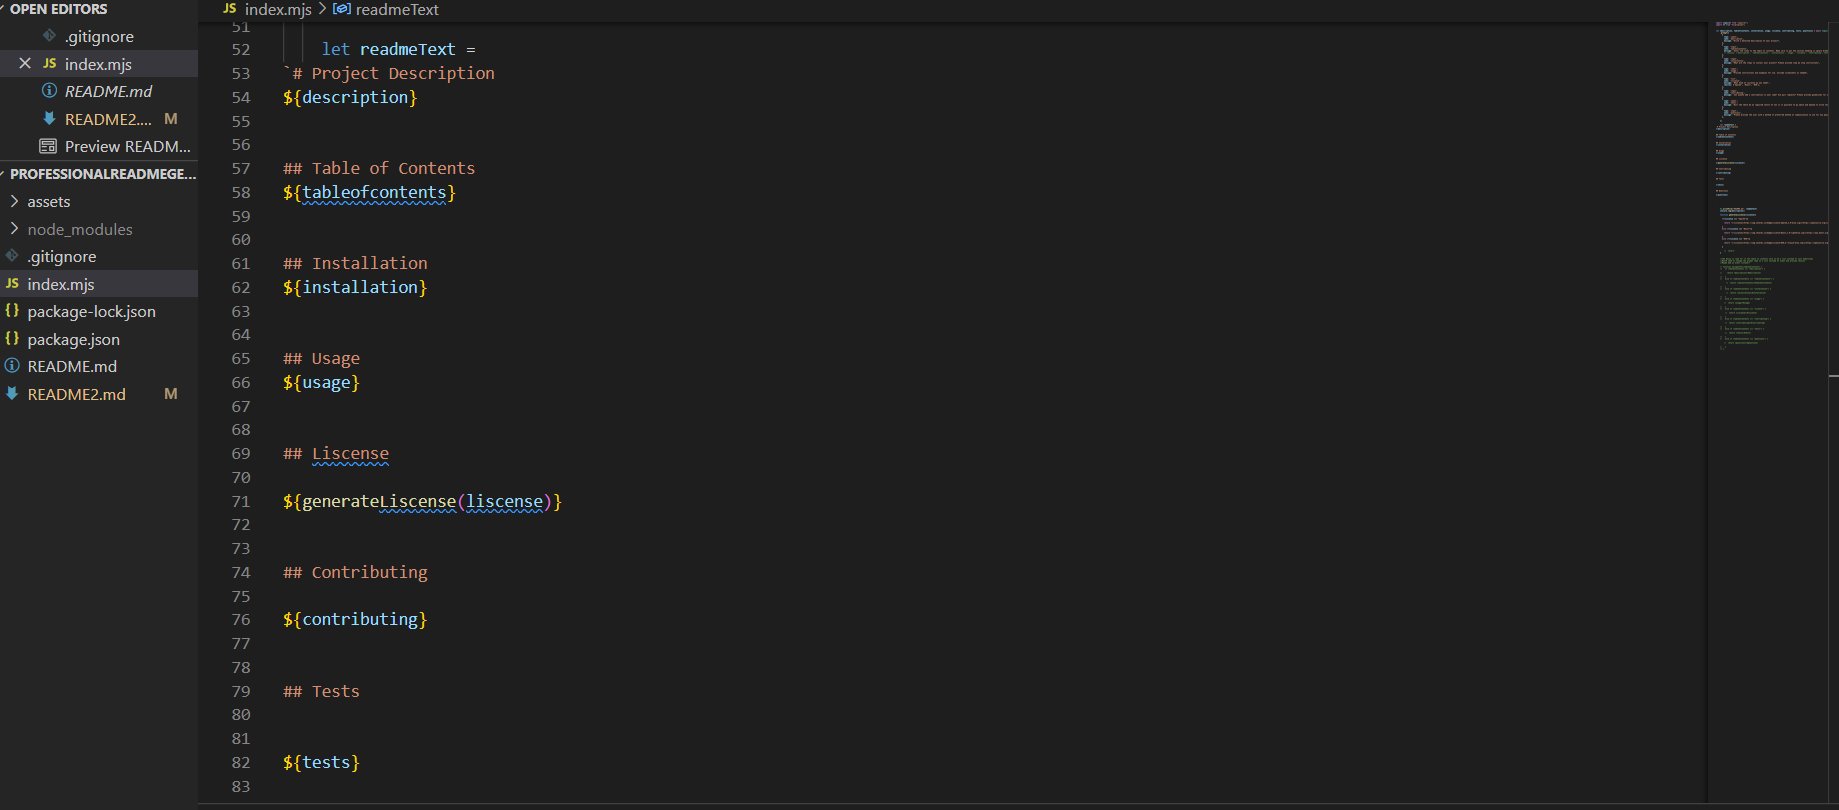 OPEN EDITORS
.gitignore
JS index.mjs
README.md
README2.... M
Preview READM...
PROFESSIONALREADMEGE...
assets
node_modules
.gitignore
JS index.mjs
{} package-lock.json
{} package.json
README.md
README2.md M
JS index.mjs > readmeText
51
52 let readmeText =
53 `# Project Description
54 ${description}
55
56
57 ## Table of Contents
58 ${tableofcontents}
59
60
61 ## Installation
62 ${installation}
63
64
65 ## Usage
66 ${usage}
67
68
69 ## Liscense
70
71 ${generateLiscense(liscense)}
72
73
74 ## Contributing
75
76 ${contributing}
77
78
79 ## Tests
80
81
82 ${tests}
83